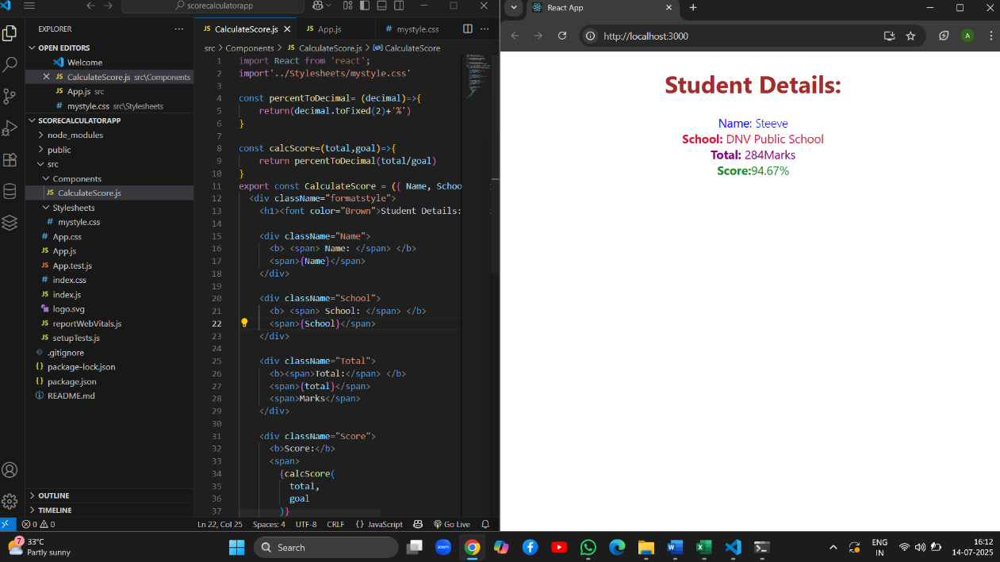 scorecalculatorapp
EXPLORER
OPEN EDITORS
Welcome
CalculateScore.js src\Components
App.js src
mystyle.css src\Stylesheets
SCORECALCULATORAPP
node_modules
public
src
Components
CalculateScore.js
Stylesheets
mystyle.css
App.css
App.js
App.test.js
index.css
index.js
logo.svg
reportWebVitals.js
setupTests.js
.gitignore
package-lock.json
package.json
README.md
OUTLINE
TIMELINE
CalculateScore.js App.js mystyle.css
src > Components > CalculateScore.js > CalculateScore
1 import React from 'react';
2 import'../Stylesheets/mystyle.css'
3
4 const percentToDecimal= (decimal)=>{
5 return(decimal.toFixed(2)+'%')
6 }
7
8 const calcScore=(total,goal)=>{
9 return percentToDecimal(total/goal)
10 }
11 export const CalculateScore = ({ Name, Schoo
12 <div className="formatstyle">
13 <h1><font color="Brown">Student Details:
14
15 <div className="Name">
16 <b> <span> Name: </span> </b>
17 <span>{Name}</span>
18 </div>
19
20 <div className="School">
21 <b> <span> School: </span> </b>
22 <span>{School}</span>
23 </div>
24
25 <div className="Total">
26 <b><span>Total:</span> </b>
27 <span>{total}</span>
28 <span>Marks</span>
29 </div>
30
31 <div className="Score">
32 <b>Score:</b>
33 <span>
34 {calcScore(
35 total,
36 goal
37 )}
0 0
Ln 22, Col 25 Spaces: 4 UTF-8 CRLF {} JavaScript Go Live
React App
http://localhost:3000
A
Student Details:
Name: Steeve
School: DNV Public School
Total: 284Marks
Score:94.67%
7
33°C
Partly sunny
Search
zoom
ENG
IN
16:12
14-07-2025